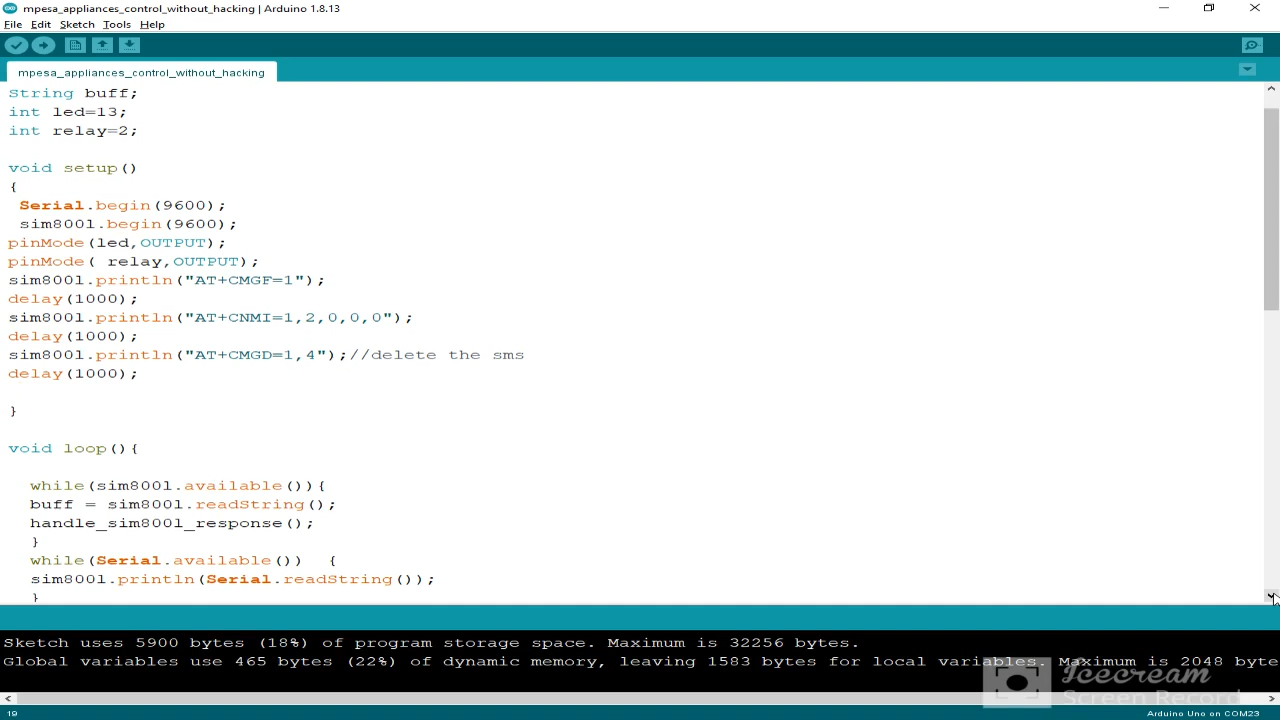 mpesa_appliances_control_without_hacking | Arduino 1.8.13
File Edit Sketch Tools Help
mpesa_appliances_control_without_hacking
String buff;
int led=13;
int relay=2;
void setup()
{
Serial.begin(9600);
sim800l.begin(9600);
pinMode(led,OUTPUT);
pinMode( relay,OUTPUT);
sim800l.println("AT+CMGF=1");
delay(1000);
sim800l.println("AT+CNMI=1,2,0,0,0");
delay(1000);
sim800l.println("AT+CMGD=1,4");//delete the sms
delay(1000);
}
void loop(){
while(sim800l.available()){
buff = sim800l.readString();
handle_sim800l_response();
}
while(Serial.available()) {
sim800l.println(Serial.readString());
}
Sketch uses 5900 bytes (18%) of program storage space. Maximum is 32256 bytes.
Global variables use 465 bytes (22%) of dynamic memory, leaving 1583 bytes for local variables. Maximum is 2048 byte
Icecream
Screen Record
19
Arduino Uno on COM23